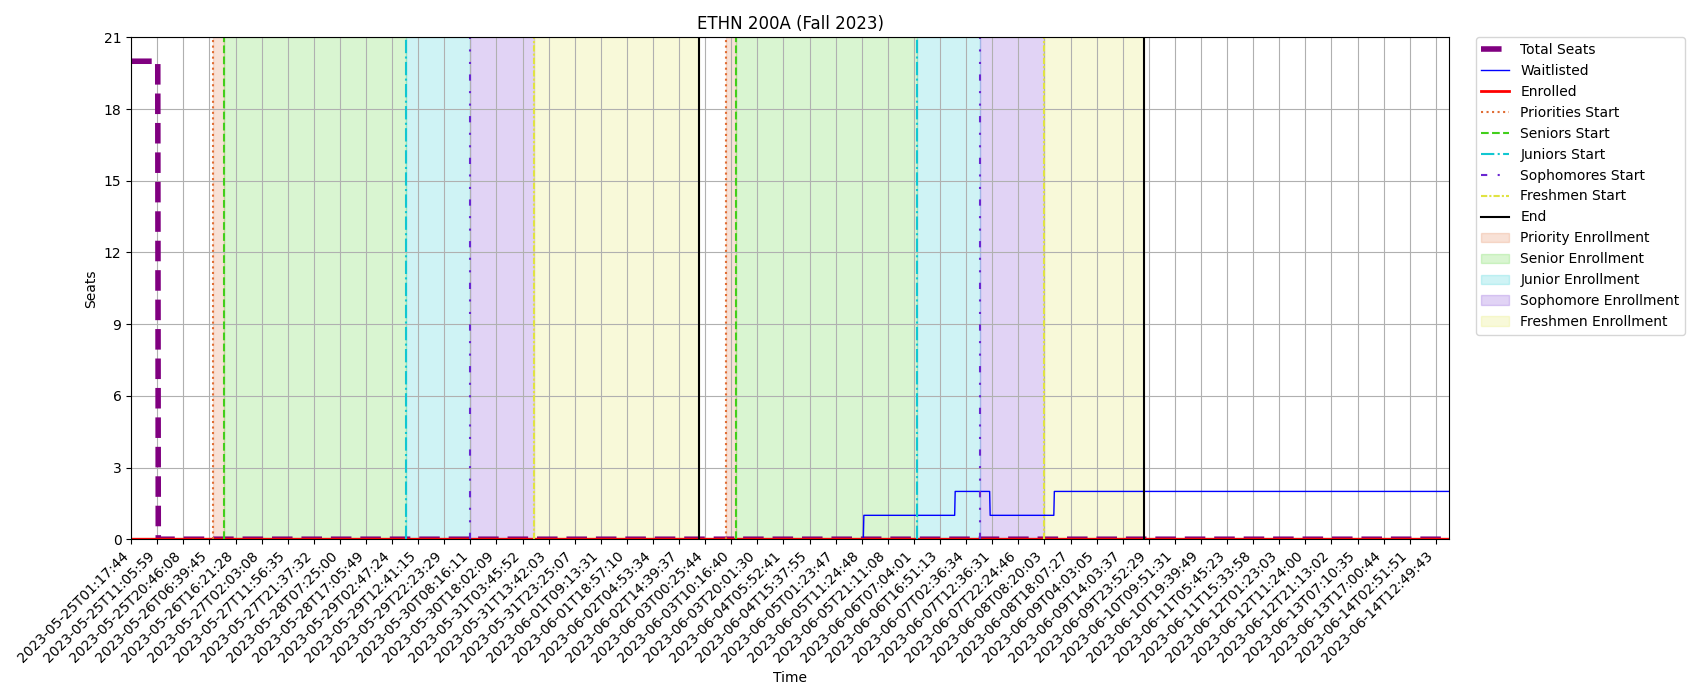 ETHN 200A (Fall 2023)
21
18
15
12
9
6
3
0
Seats
2023-05-25T01:17:44
2023-05-25T11:05:59
2023-05-25T20:46:08
2023-05-26T06:39:45
2023-05-26T16:21:28
2023-05-27T02:03:08
2023-05-27T11:56:35
2023-05-27T21:37:32
2023-05-28T07:25:00
2023-05-28T17:05:49
2023-05-29T02:47:24
2023-05-29T12:41:15
2023-05-29T22:23:29
2023-05-30T08:16:11
2023-05-30T18:02:09
2023-05-31T03:45:52
2023-05-31T13:42:03
2023-05-31T23:25:07
2023-06-01T09:13:31
2023-06-01T18:57:10
2023-06-02T04:53:34
2023-06-02T14:39:37
2023-06-03T00:25:44
2023-06-03T10:16:40
2023-06-03T20:01:30
2023-06-04T05:52:41
2023-06-04T15:37:55
2023-06-05T01:23:47
2023-06-05T11:24:48
2023-06-05T21:11:08
2023-06-06T07:04:01
2023-06-06T16:51:13
2023-06-07T02:36:34
2023-06-07T12:36:31
2023-06-07T22:24:46
2023-06-08T08:20:03
2023-06-08T18:07:27
2023-06-09T04:03:05
2023-06-09T14:03:37
2023-06-09T23:52:29
2023-06-10T09:51:31
2023-06-10T19:39:49
2023-06-11T05:45:23
2023-06-11T15:33:58
2023-06-12T01:23:03
2023-06-12T11:24:00
2023-06-12T21:13:02
2023-06-13T07:10:35
2023-06-13T17:00:44
2023-06-14T02:51:51
2023-06-14T12:49:43
Time
Total Seats
Waitlisted
Enrolled
Priorities Start
Seniors Start
Juniors Start
Sophomores Start
Freshmen Start
End
Priority Enrollment
Senior Enrollment
Junior Enrollment
Sophomore Enrollment
Freshmen Enrollment